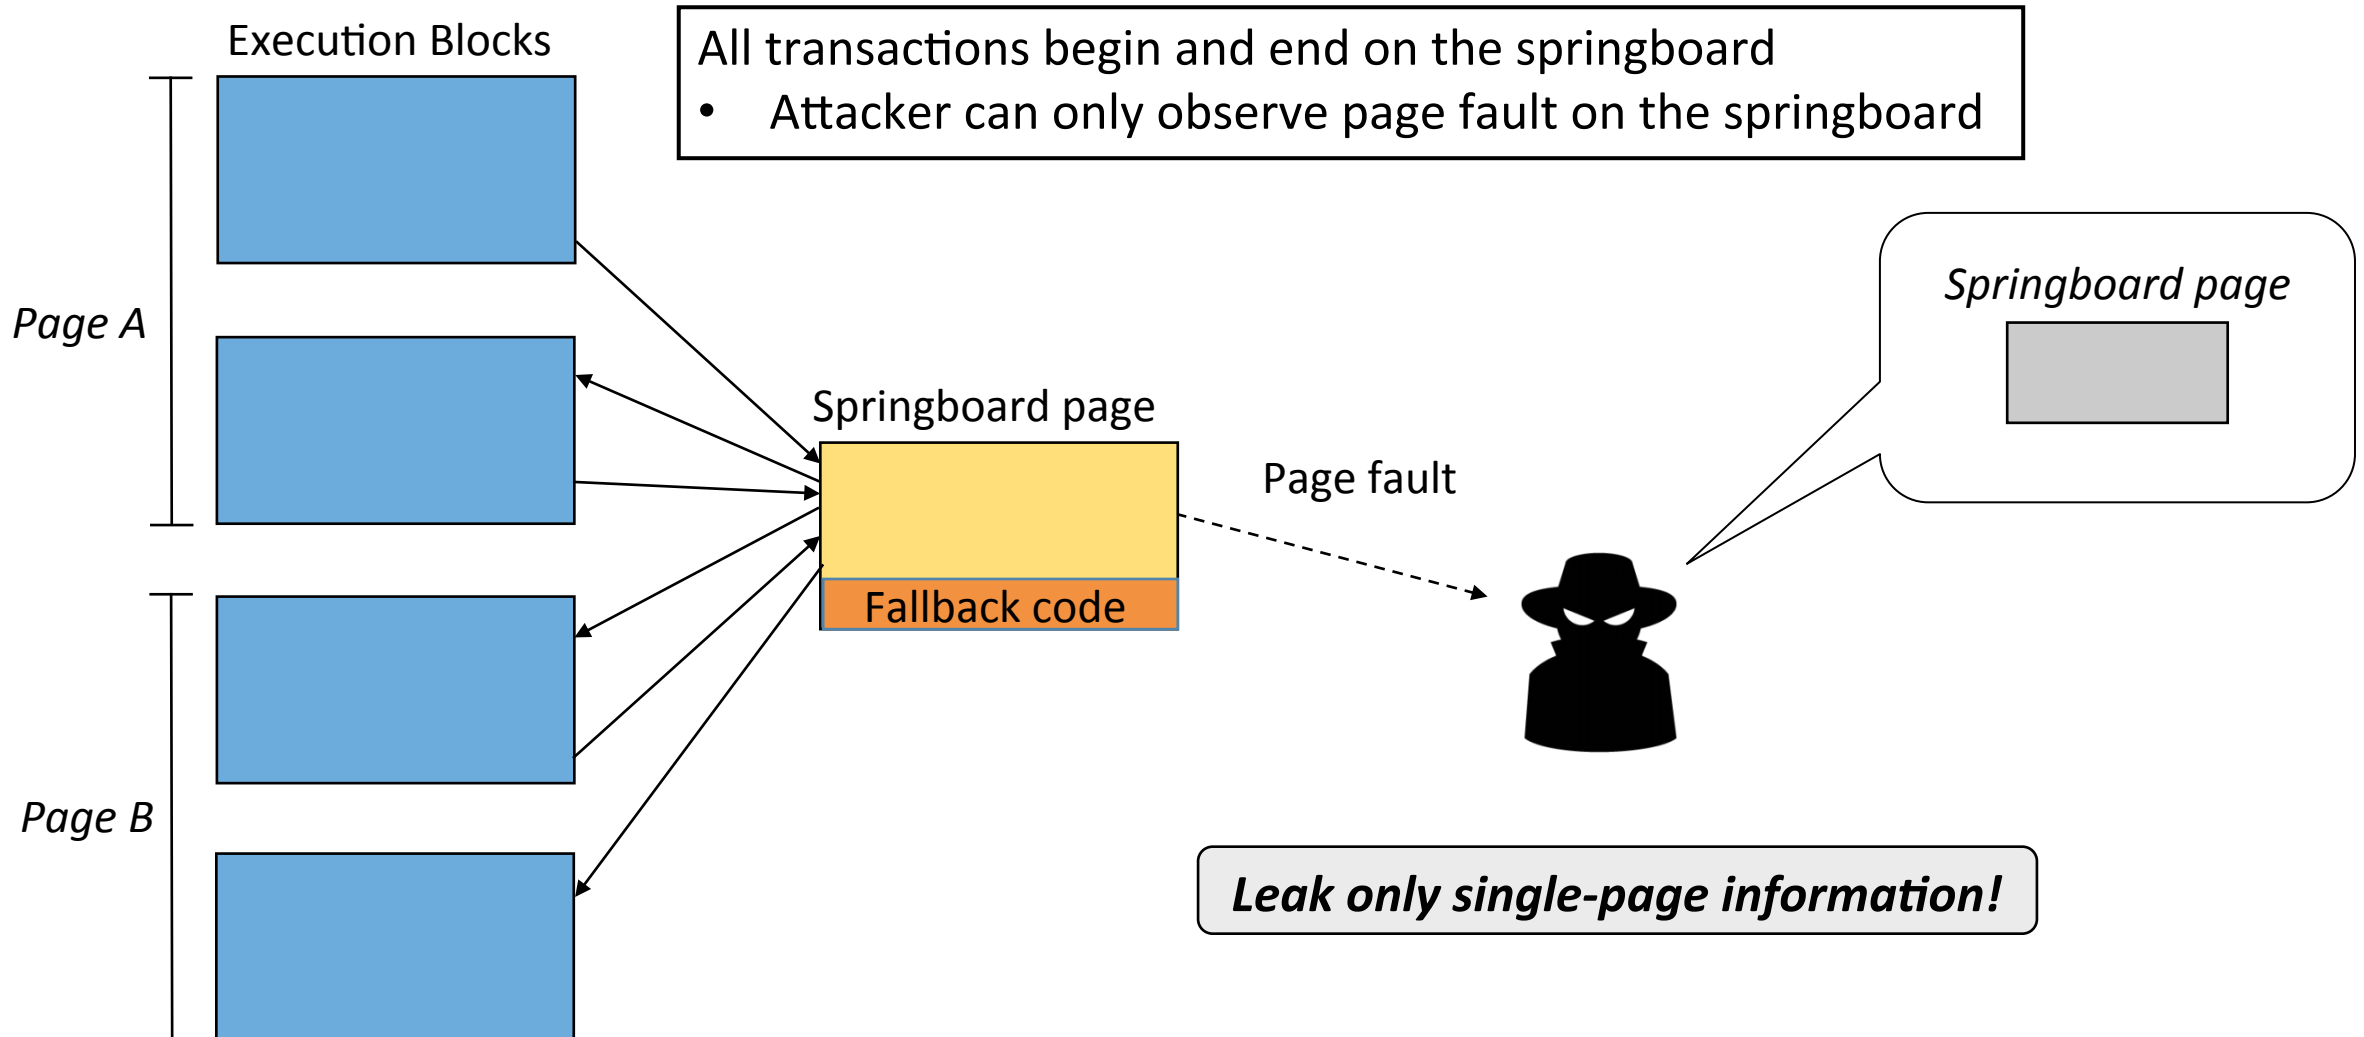 Execution Blocks
All transactions begin and end on the springboard
• Attacker can only observe page fault on the springboard
Page A
Springboard page
Springboard page
Page fault
Fallback code
Page B
Leak only single-page information!